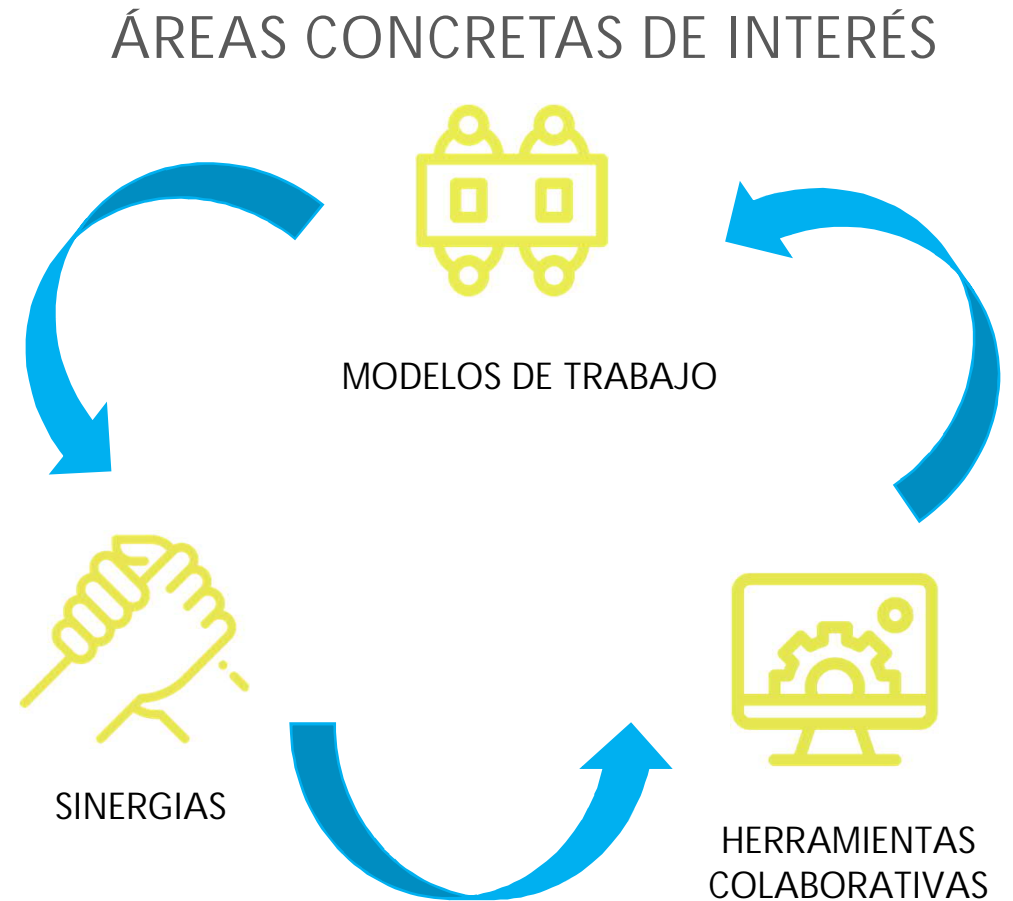 ÁREAS CONCRETAS DE INTERÉS
MODELOS DE TRABAJO
SINERGIAS
HERRAMIENTAS
COLABORATIVAS